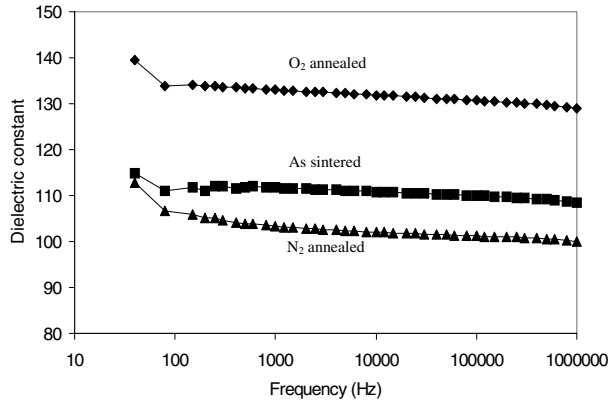 150
140
130
120
110
100
90
80
Dielectric constant
O₂ annealed
As sintered
N₂ annealed
10 100 1000 10000 100000 1000000
Frequency (Hz)